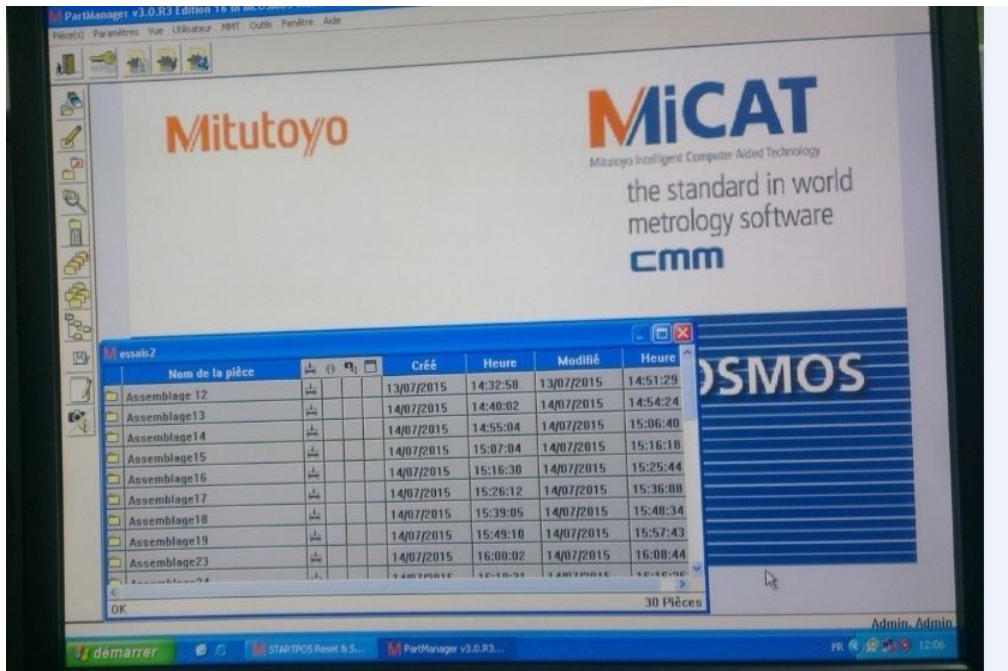 PartManager v3.0.R3 Edition 16 in MCOSMOS
Pièce(s) Paramètres Vue Utilisateur MMT Outils Fenêtre Aide
Mitutoyo
MiCAT
Mitutoyo Intelligent Computer Aided Technology
the standard in world
metrology software
cmm
OSMOS
essais2
Nom de la pièce Créé Heure Modifié Heure
Assemblage 12 13/07/2015 14:32:58 13/07/2015 14:51:29
Assemblage13 14/07/2015 14:40:02 14/07/2015 14:54:24
Assemblage14 14/07/2015 14:55:04 14/07/2015 15:06:40
Assemblage15 14/07/2015 15:07:04 14/07/2015 15:16:18
Assemblage16 14/07/2015 15:16:30 14/07/2015 15:25:44
Assemblage17 14/07/2015 15:26:12 14/07/2015 15:36:08
Assemblage18 14/07/2015 15:39:05 14/07/2015 15:48:34
Assemblage19 14/07/2015 15:49:10 14/07/2015 15:57:43
Assemblage23 14/07/2015 16:00:02 14/07/2015 16:08:44
OK 30 Pièces
Admin, Admin
démarrer STARTPOS Reset & S... PartManager v3.0.R3... FR 12:06